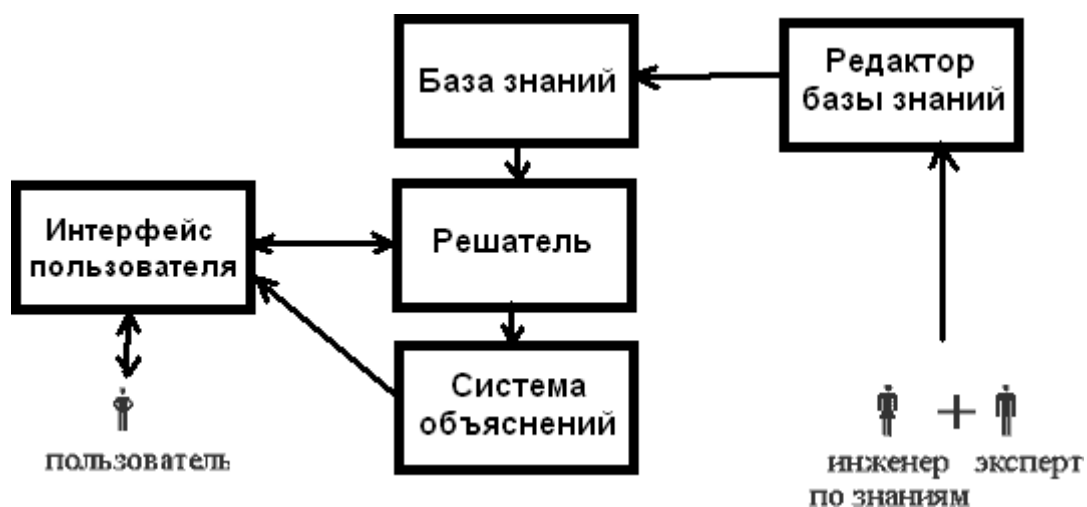 База знаний
Редактор
базы знаний
Интерфейс
пользователя
Решатель
Система
объяснений
пользователь
инженер эксперт
по знаниям